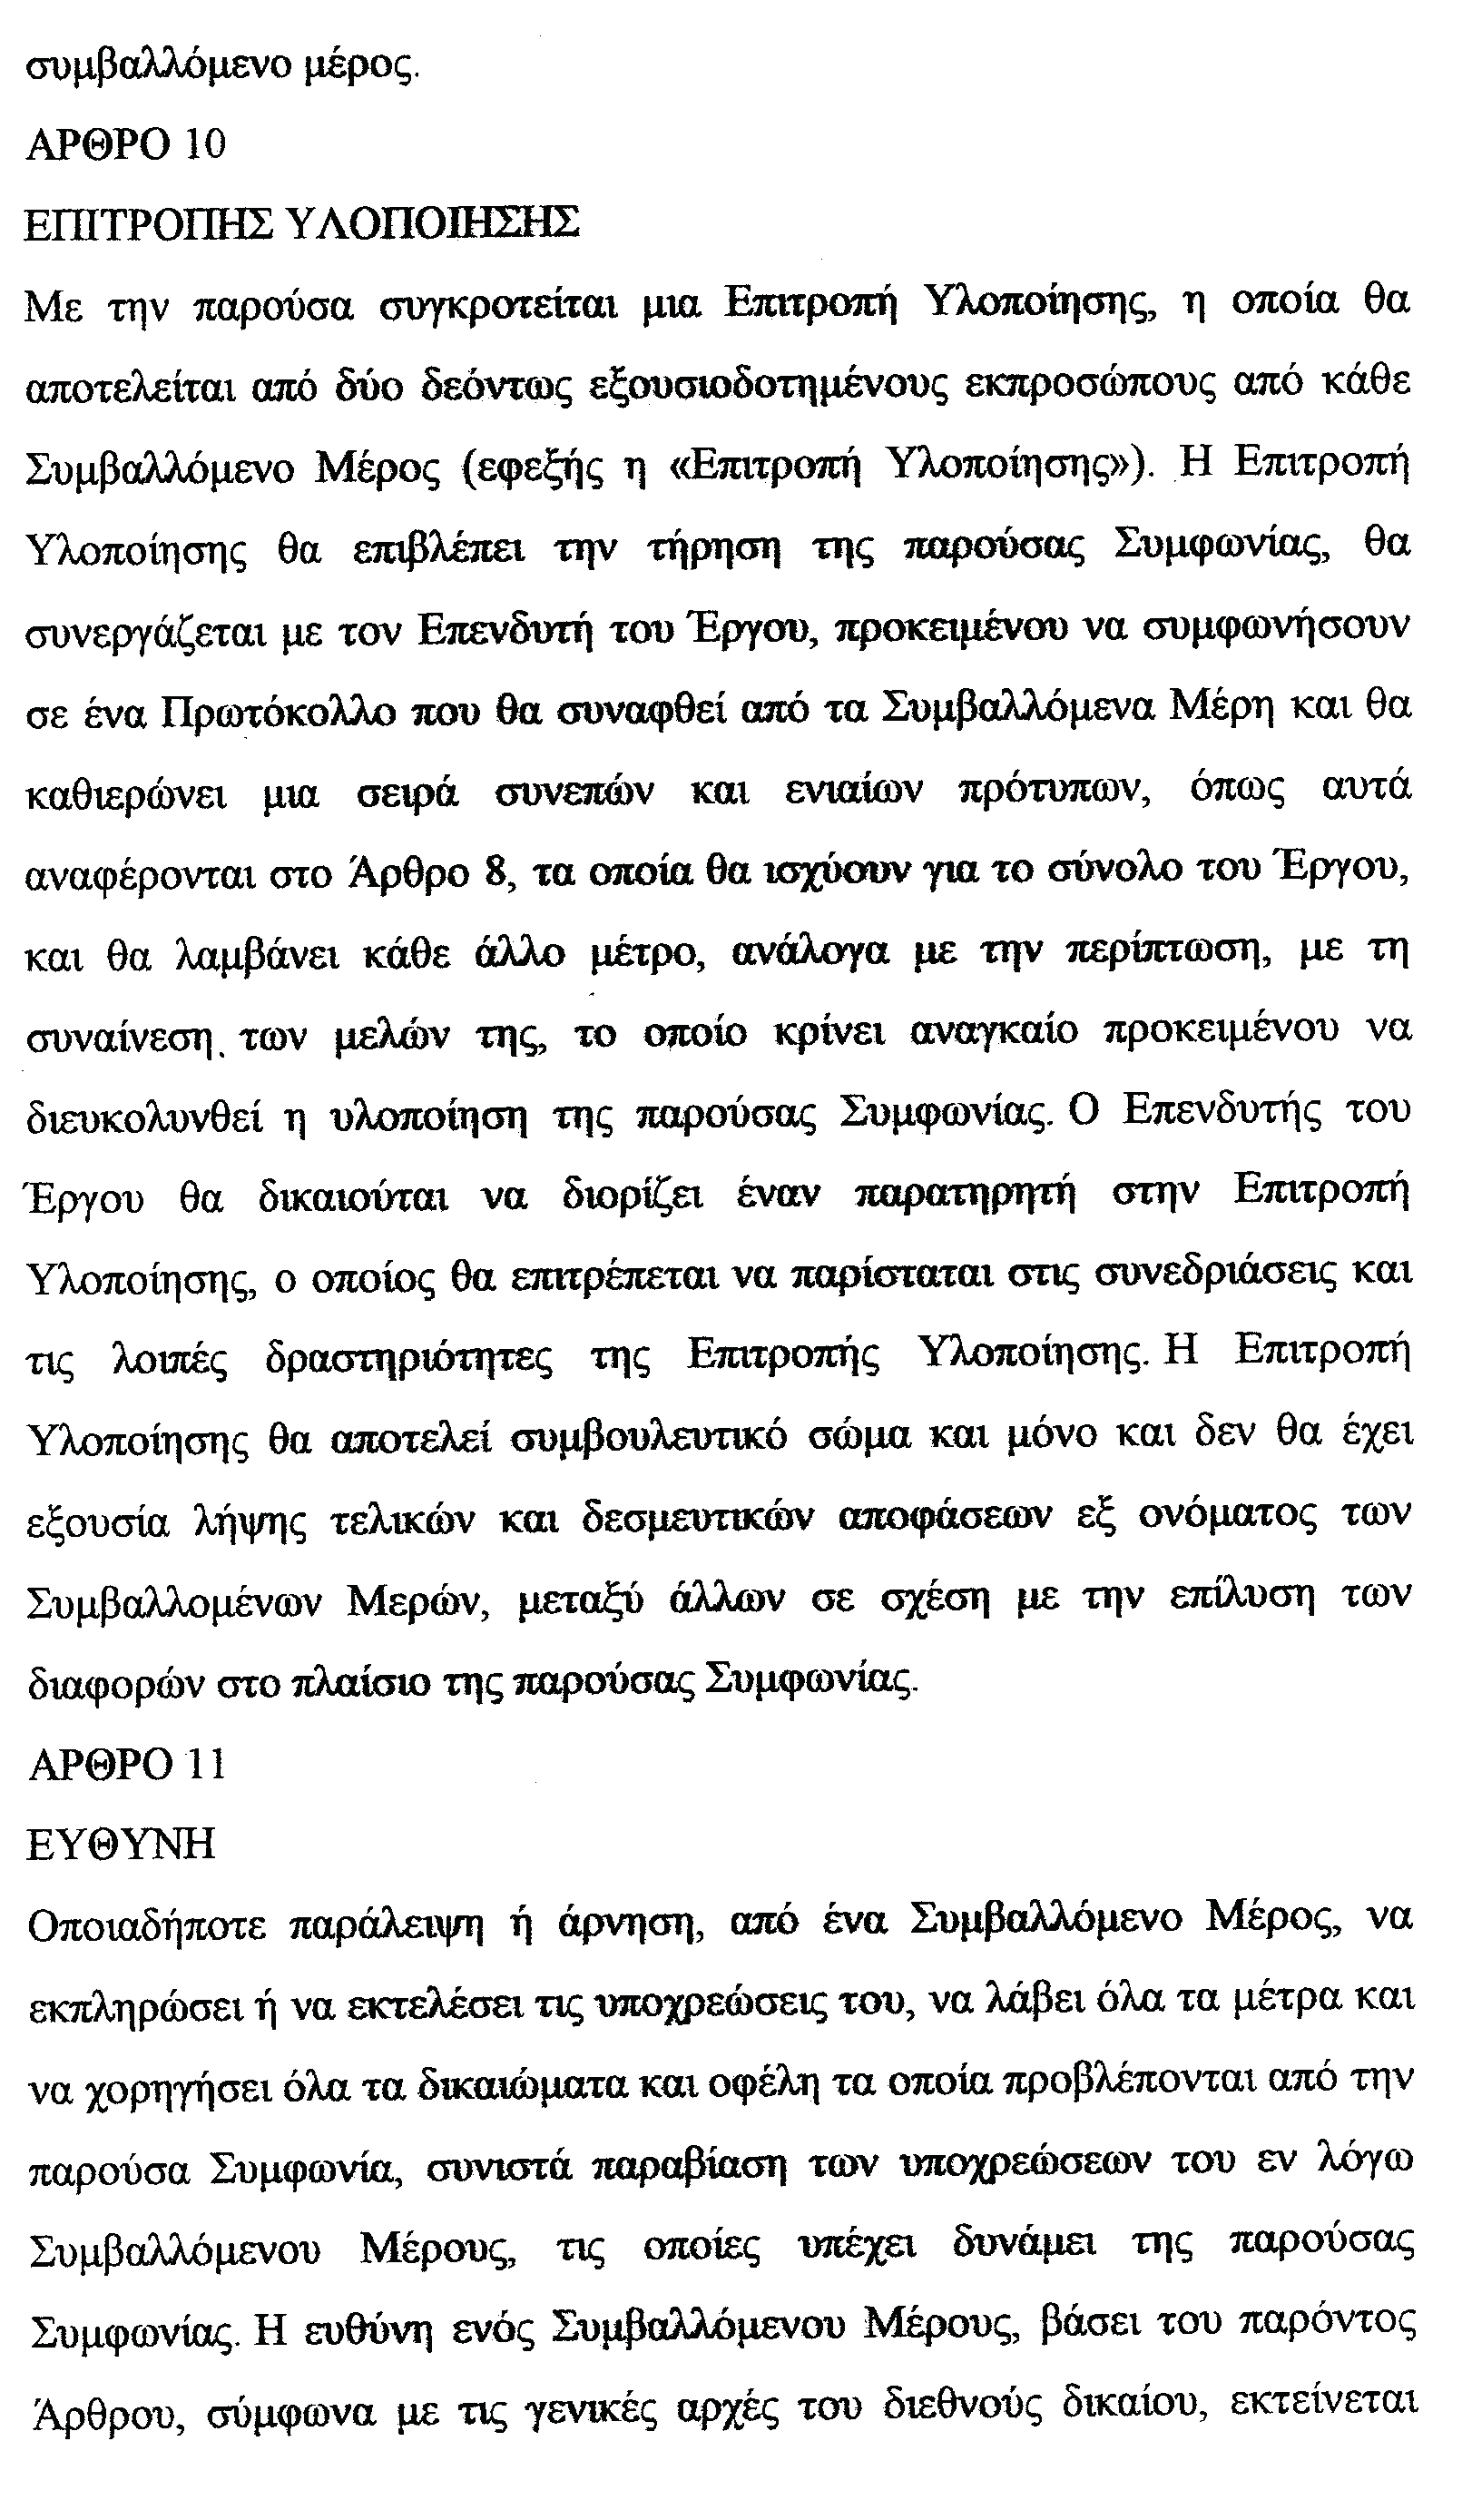 συμβαλλόμενο μέρος.
ΑΡΘΡΟ 10
ΕΠΙΤΡΟΠΗΣ ΥΛΟΠΟΙΗΣΗΣ
Με την παρούσα συγκροτείται μια Επιτροπή Υλοποίησης, η οποία θα
αποτελείται από δύο δεόντως εξουσιοδοτημένους εκπροσώπους από κάθε
Συμβαλλόμενο Μέρος (εφεξής η «Επιτροπή Υλοποίησης»). Η Επιτροπή
Υλοποίησης θα επιβλέπει την τήρηση της παρούσας Συμφωνίας, θα
συνεργάζεται με τον Επενδυτή του Έργου, προκειμένου να συμφωνήσουν
σε ένα Πρωτόκολλο που θα συναφθεί από τα Συμβαλλόμενα Μέρη και θα
καθιερώνει μια σειρά συνεπών και ενιαίων πρότυπων, όπως αυτά
αναφέρονται στο Άρθρο 8, τα οποία θα ισχύουν για το σύνολο του Έργου,
και θα λαμβάνει κάθε άλλο μέτρο, ανάλογα με την περίπτωση, με τη
συναίνεση των μελών της, το οποίο κρίνει αναγκαίο προκειμένου να
διευκολυνθεί η υλοποίηση της παρούσας Συμφωνίας. Ο Επενδυτής του
Έργου θα δικαιούται να διορίζει έναν παρατηρητή στην Επιτροπή
Υλοποίησης, ο οποίος θα επιτρέπεται να παρίσταται στις συνεδριάσεις και
τις λοιπές δραστηριότητες της Επιτροπής Υλοποίησης. Η Επιτροπή
Υλοποίησης θα αποτελεί συμβουλευτικό σώμα και μόνο και δεν θα έχει
εξουσία λήψης τελικών και δεσμευτικών αποφάσεων εξ ονόματος των
Συμβαλλομένων Μερών, μεταξύ άλλων σε σχέση με την επίλυση των
διαφορών στο πλαίσιο της παρούσας Συμφωνίας.
ΑΡΘΡΟ 11
ΕΥΘΥΝΗ
Οποιαδήποτε παράλειψη ή άρνηση, από ένα Συμβαλλόμενο Μέρος, να
εκπληρώσει ή να εκτελέσει τις υποχρεώσεις του, να λάβει όλα τα μέτρα και
να χορηγήσει όλα τα δικαιώματα και οφέλη τα οποία προβλέπονται από την
παρούσα Συμφωνία, συνιστά παραβίαση των υποχρεώσεων του εν λόγω
Συμβαλλόμενου Μέρους, τις οποίες υπέχει δυνάμει της παρούσας
Συμφωνίας. Η ευθύνη ενός Συμβαλλόμενου Μέρους, βάσει του παρόντος
Άρθρου, σύμφωνα με τις γενικές αρχές του διεθνούς δικαίου, εκτείνεται